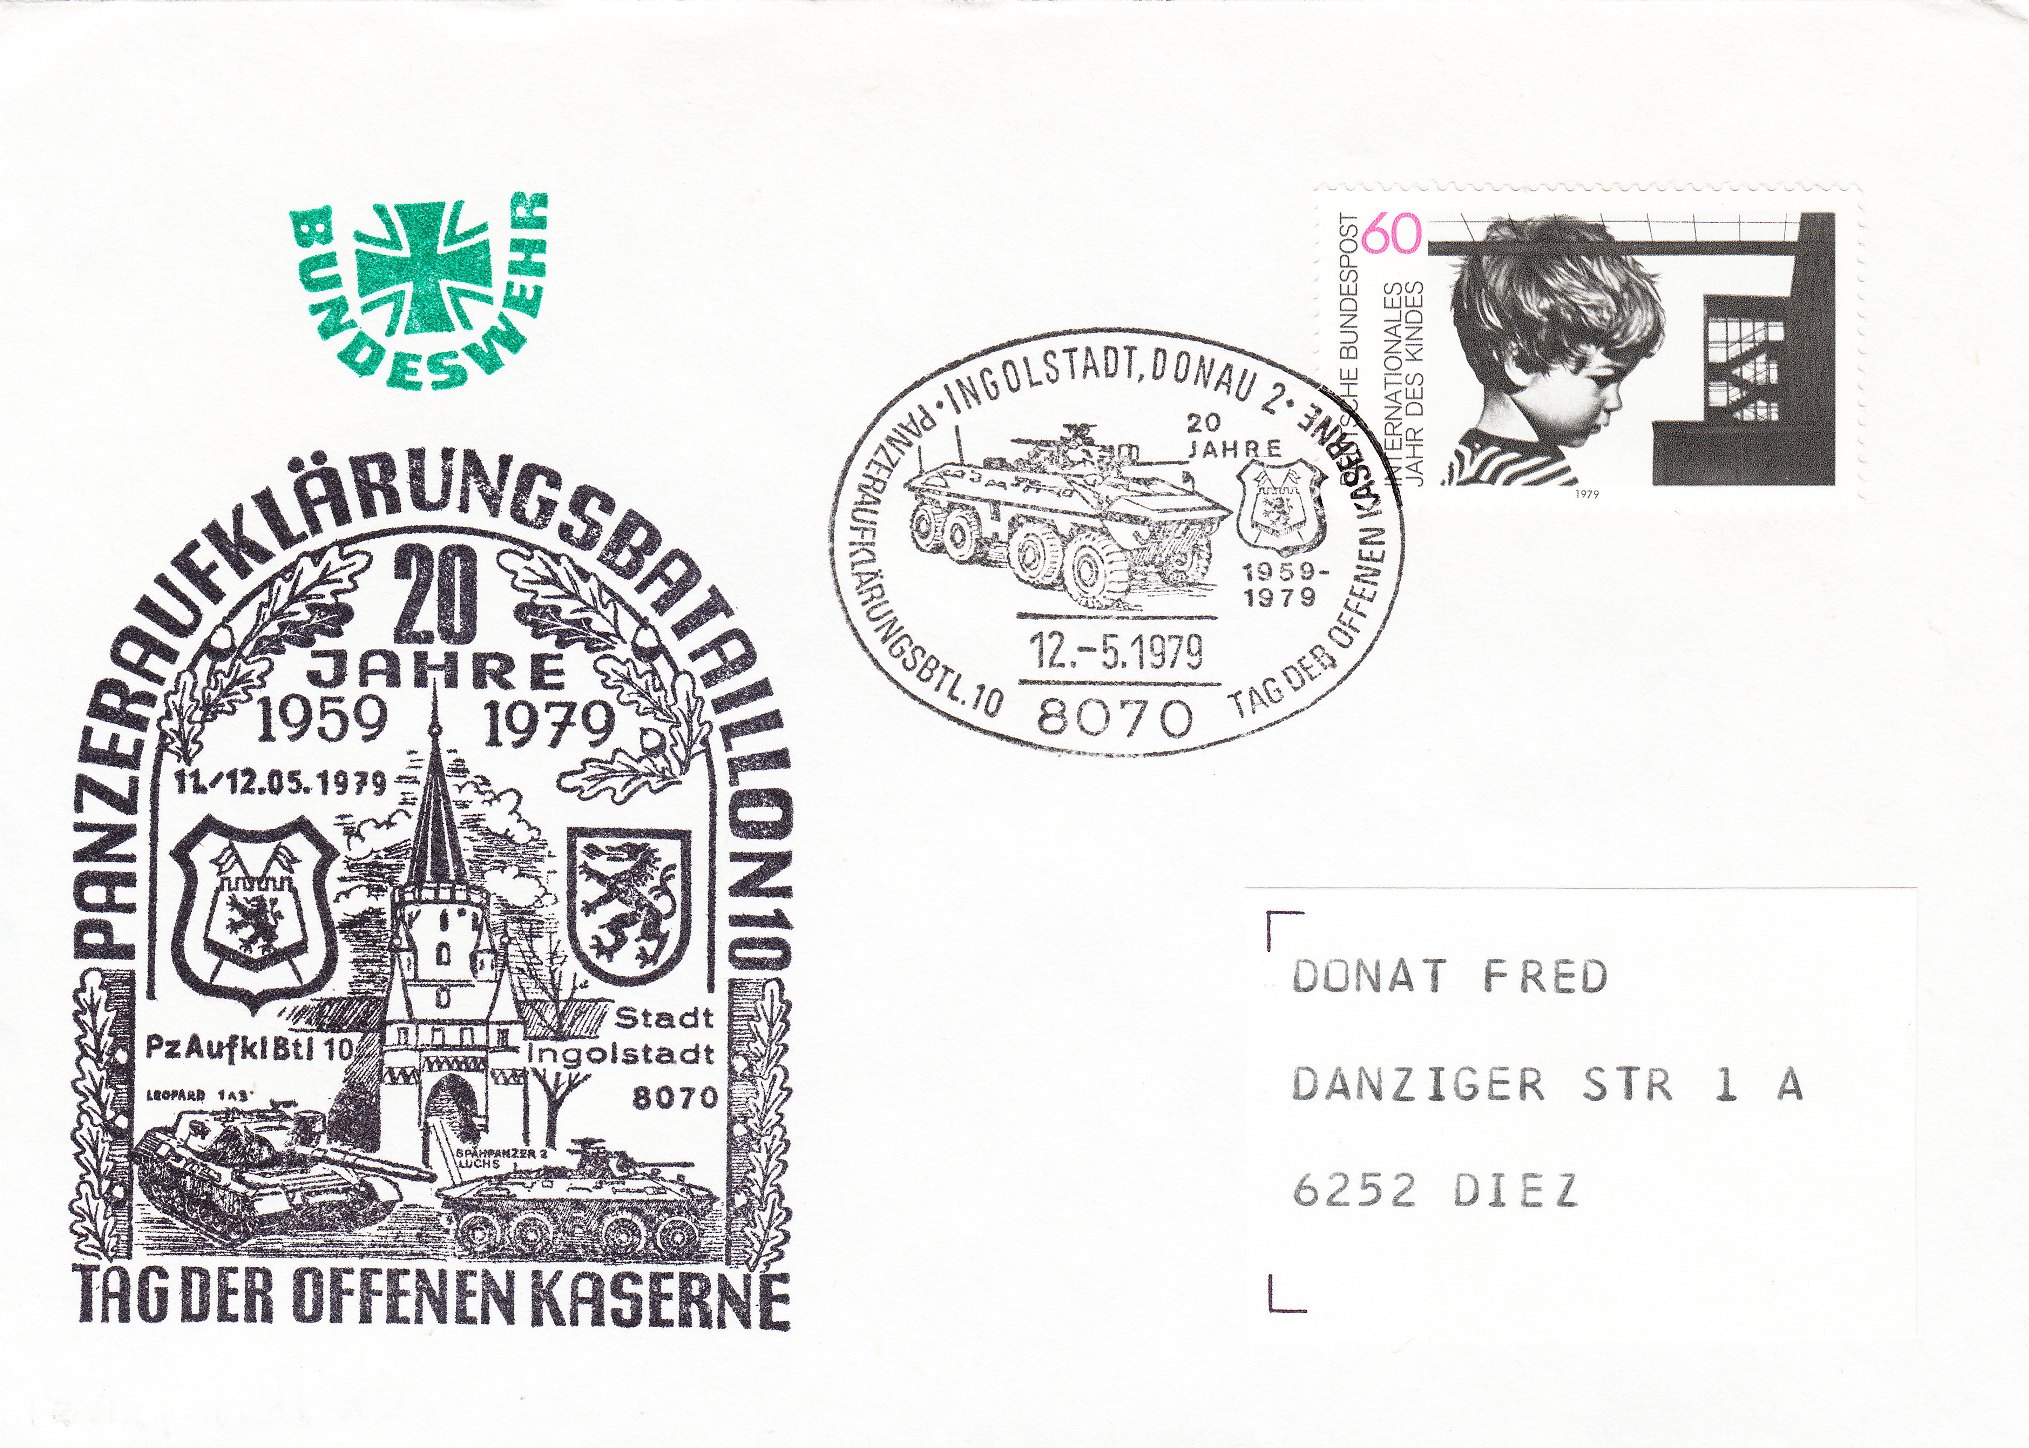 BUNDESWEHR
PANZERAUFKLÄRUNGSBATAILLON 10
20
JAHRE
1959 1979
11./12.05.1979
PzAufklBtl 10
Stadt
Ingolstadt
8070
LEOPARD 1A3
SPÄHPANZER 2
LUCHS
TAG DER OFFENEN KASERNE
·INGOLSTADT, DONAU 2·
PANZERAUFKLÄRUNGSBTL. 10
TAG DER OFFENEN KASERNE
20
JAHRE
1959-
1979
12.-5.1979
8070
DEUTSCHE BUNDESPOST
60
INTERNATIONALES
JAHR DES KINDES
1979
DONAT FRED
DANZIGER STR 1 A
6252 DIEZ